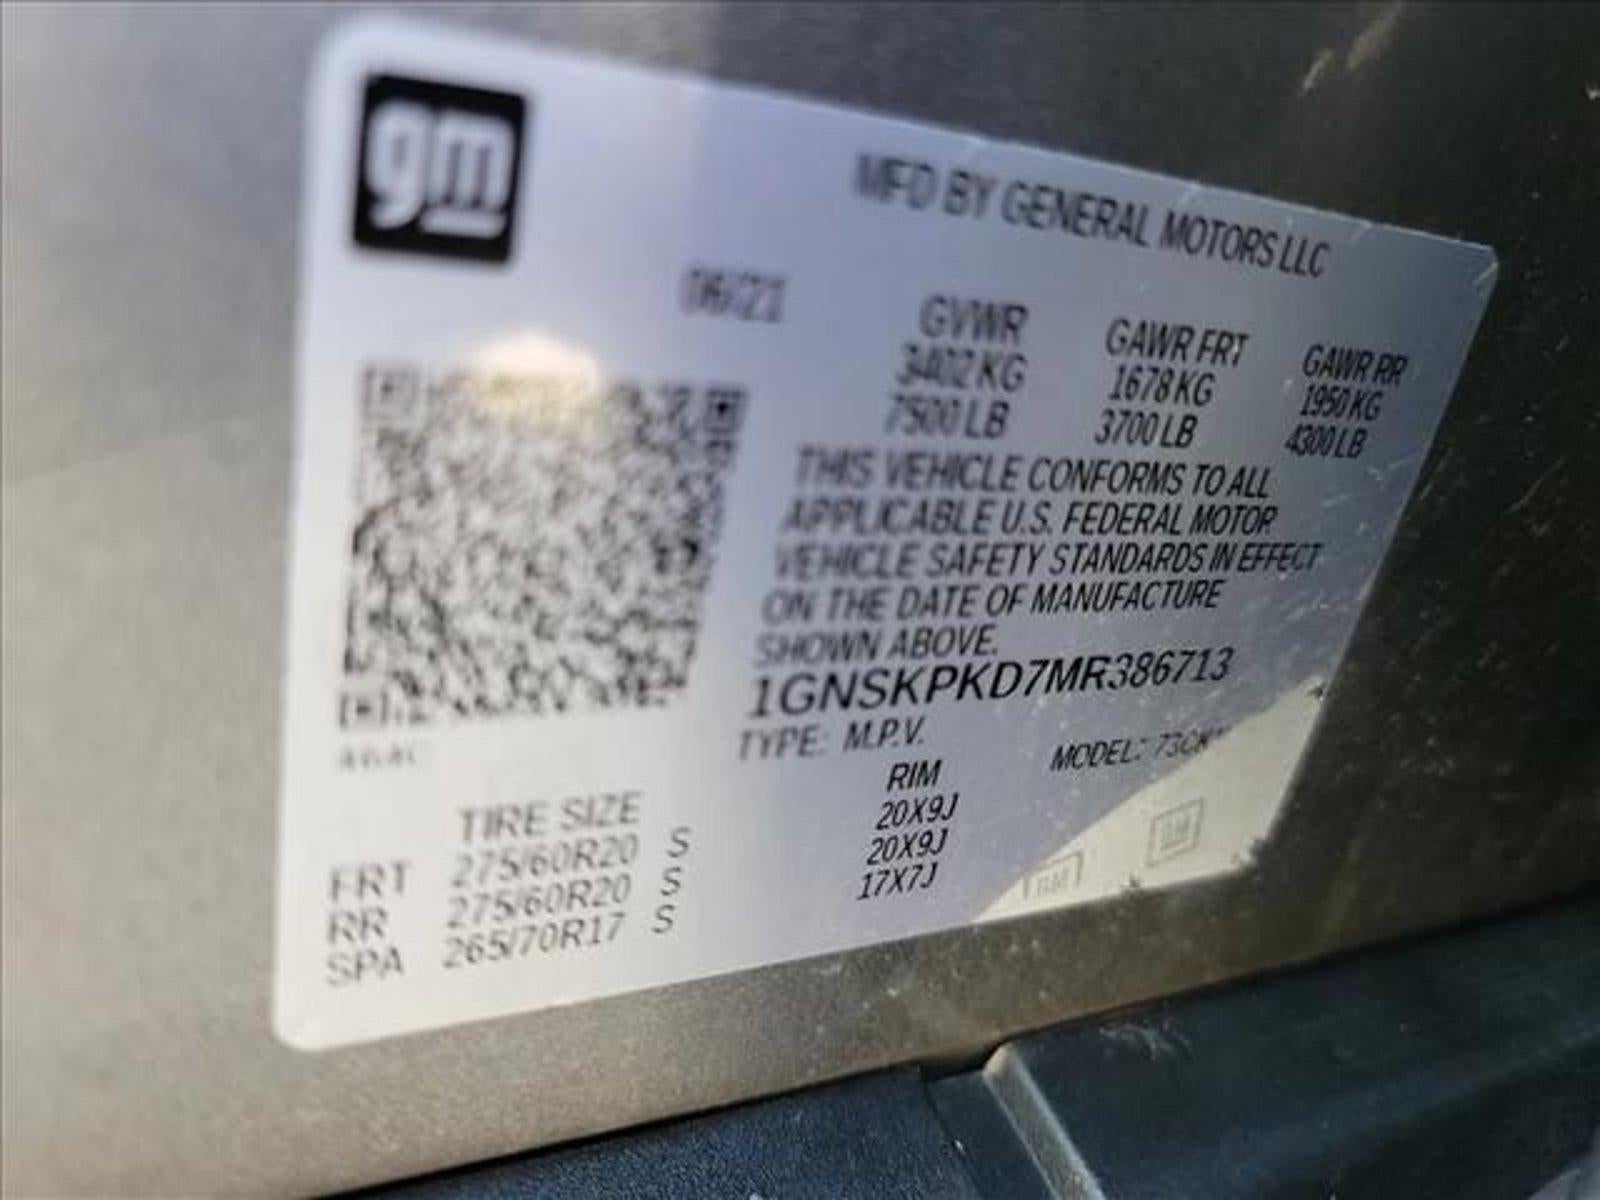 gm
MFD BY GENERAL MOTORS LLC
06/21
GVWR GAWR FRT GAWR RR
3402 KG 1678 KG 1950 KG
7500 LB 3700 LB 4300 LB
THIS VEHICLE CONFORMS TO ALL
APPLICABLE U.S. FEDERAL MOTOR
VEHICLE SAFETY STANDARDS IN EFFECT
ON THE DATE OF MANUFACTURE
SHOWN ABOVE.
1GNSKPKD7MR386713
TYPE: M.P.V. MODEL:
TIRE SIZE RIM
FRT 275/60R20 S 20X9J
RR 275/60R20 S 20X9J
SPA 265/70R17 S 17X7J